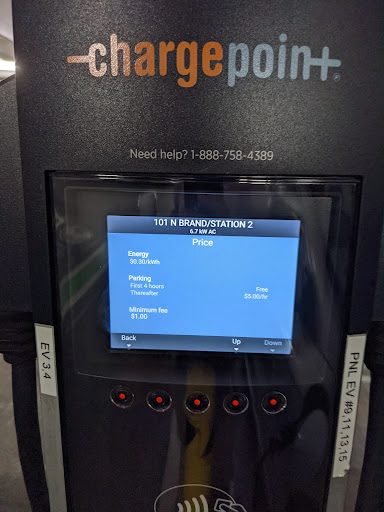 -chargepoin+
Need help? 1-888-758-4389
101 N BRAND/STATION 2
6.7 kW AC
Price
Energy
$0.30/kWh
Parking
First 4 hours Free
Thereafter $5.00/hr
Minimum fee
$1.00
Back Up Down
EV 3,4
PNL EV #9,11,13,15